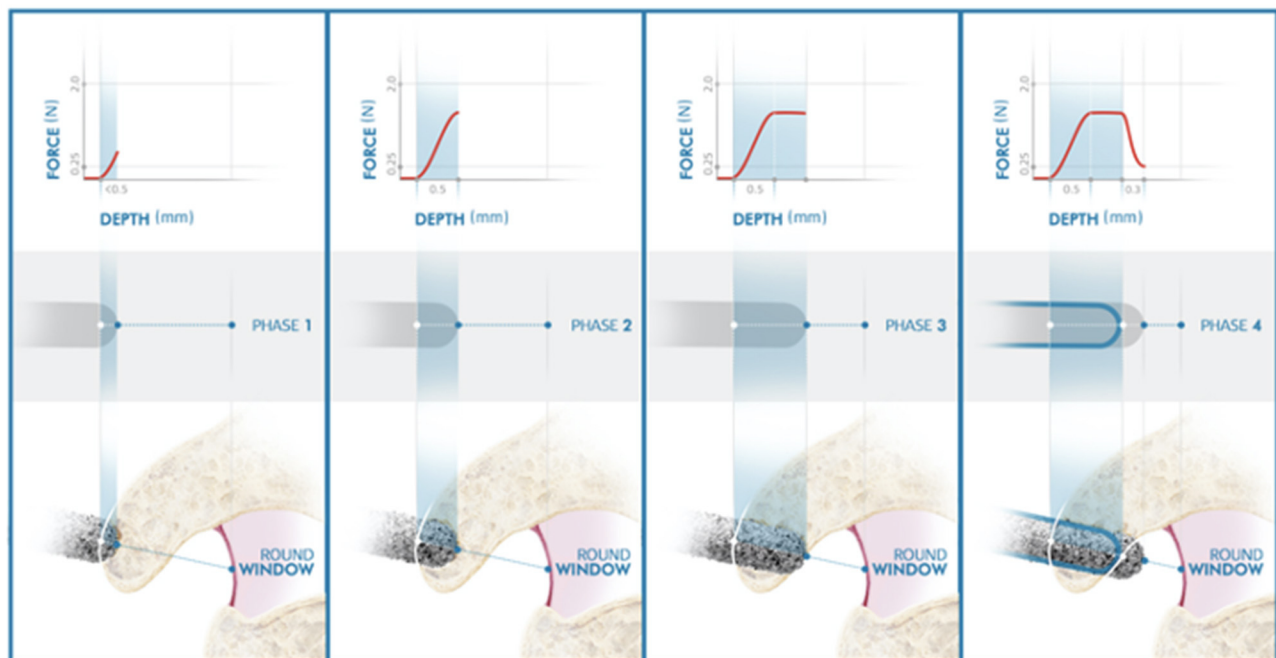 2.0
FORCE (N)
0.25
<0.5
DEPTH (mm)
PHASE 1
ROUND
WINDOW
2.0
FORCE (N)
0.25
0.5
DEPTH (mm)
PHASE 2
ROUND
WINDOW
2.0
FORCE (N)
0.25
0.5
DEPTH (mm)
PHASE 3
ROUND
WINDOW
2.0
FORCE (N)
0.25
0.5 0.3
DEPTH (mm)
PHASE 4
ROUND
WINDOW